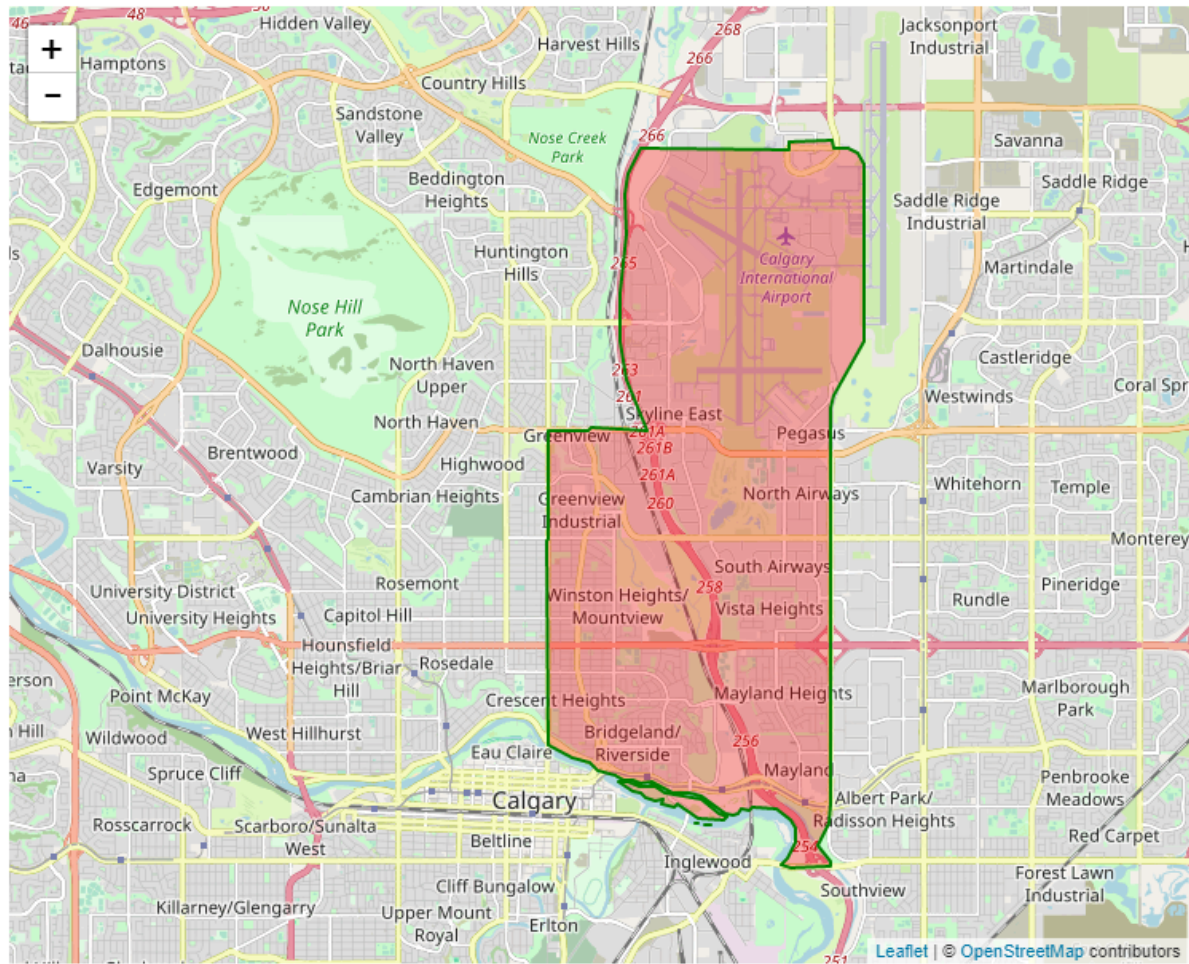 48
268
Hidden Valley
Jacksonport
Industrial
+
Hamptons
Harvest Hills
266
Country Hills
−
Sandstone
Valley
266
Nose Creek
Park
Savanna
Edgemont
Beddington
Heights
Saddle Ridge
Saddle Ridge
Industrial
Huntington
Hills
265
Calgary
International
Airport
Martindale
Nose Hill
Park
Dalhousie
North Haven
Upper
263
Castleridge
Coral Spr
261
Westwinds
Skyline East
North Haven
Greenview
261A
Pegasus
261B
Brentwood
Highwood
Varsity
261A
Whitehorn
Temple
Cambrian Heights
Greenview
Industrial
260
North Airways
Monterey
South Airways
Rosemont
258
Pineridge
University District
Winston Heights/
Mountview
Vista Heights
Rundle
University Heights
Capitol Hill
Hounsfield
Heights/Briar
Hill
Rosedale
erson
Point McKay
Crescent Heights
Mayland Heights
Marlborough
Park
n Hill
Wildwood
West Hillhurst
Eau Claire
Bridgeland/
Riverside
256
Spruce Cliff
Mayland
Penbrooke
Meadows
Calgary
Albert Park/
Radisson Heights
Rosscarrock
Scarboro/Sunalta
West
Beltline
Red Carpet
254
Inglewood
Forest Lawn
Industrial
Cliff Bungalow
Southview
Killarney/Glengarry
Upper Mount
Royal
Erlton
251
Leaflet | © OpenStreetMap contributors